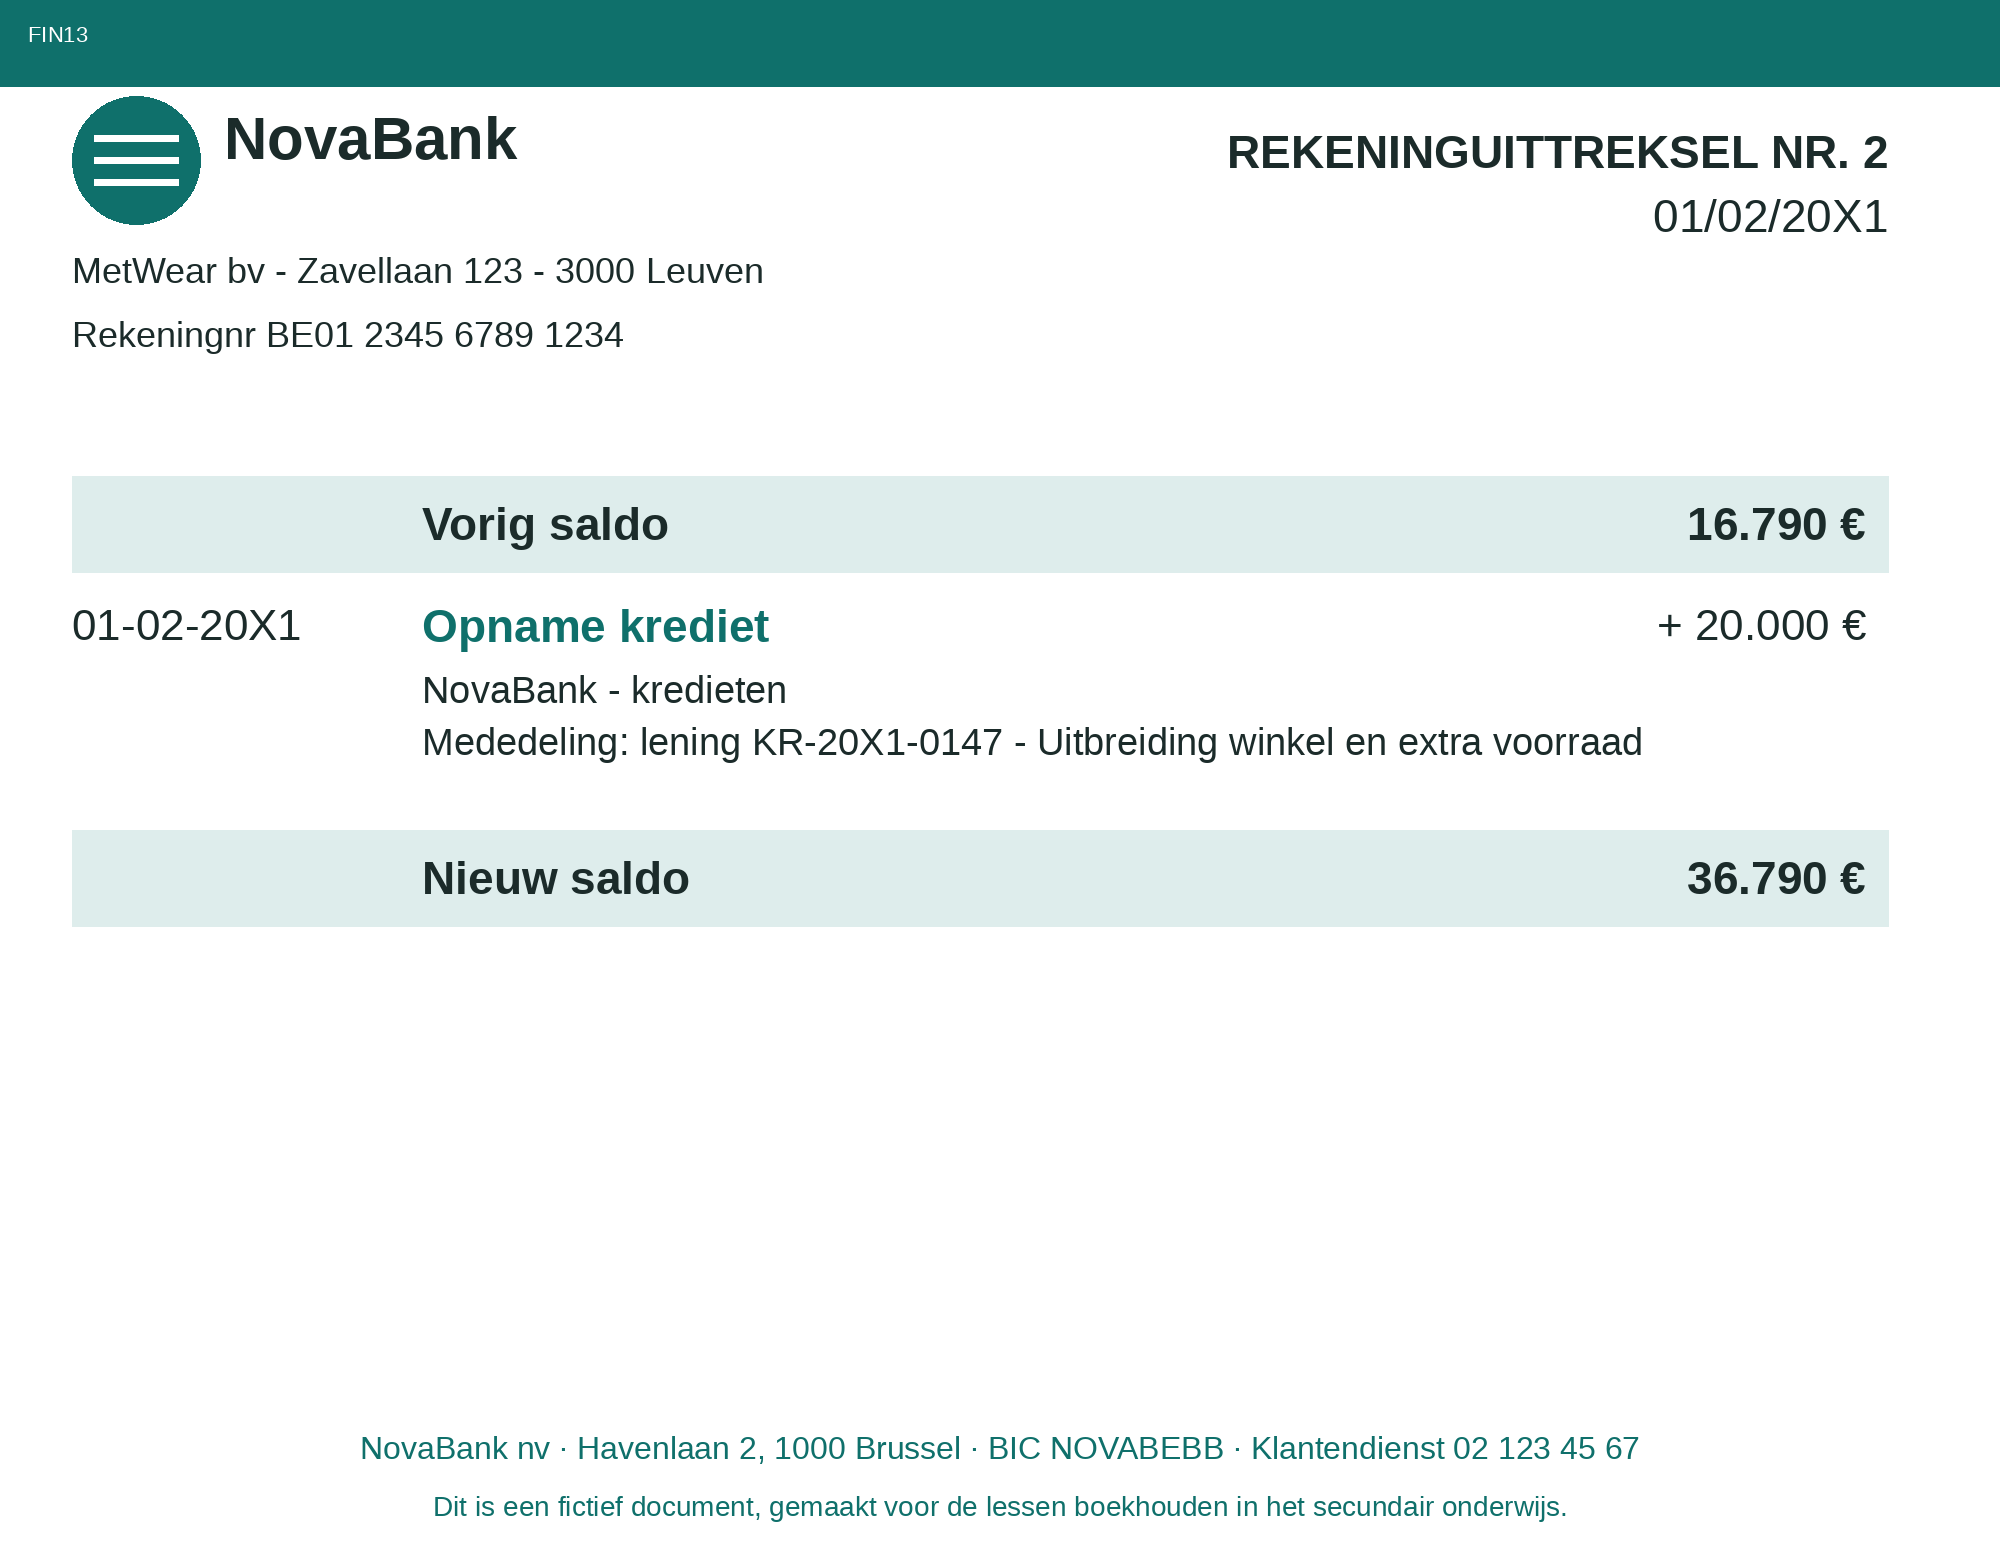 FIN13
NovaBank
REKENINGUITTREKSEL NR. 2
01/02/20X1
MetWear bv - Zavellaan 123 - 3000 Leuven
Rekeningnr BE01 2345 6789 1234
Vorig saldo 16.790 €
01-02-20X1 Opname krediet + 20.000 €
NovaBank - kredieten
Mededeling: lening KR-20X1-0147 - Uitbreiding winkel en extra voorraad
Nieuw saldo 36.790 €
NovaBank nv · Havenlaan 2, 1000 Brussel · BIC NOVABEBB · Klantendienst 02 123 45 67
Dit is een fictief document, gemaakt voor de lessen boekhouden in het secundair onderwijs.